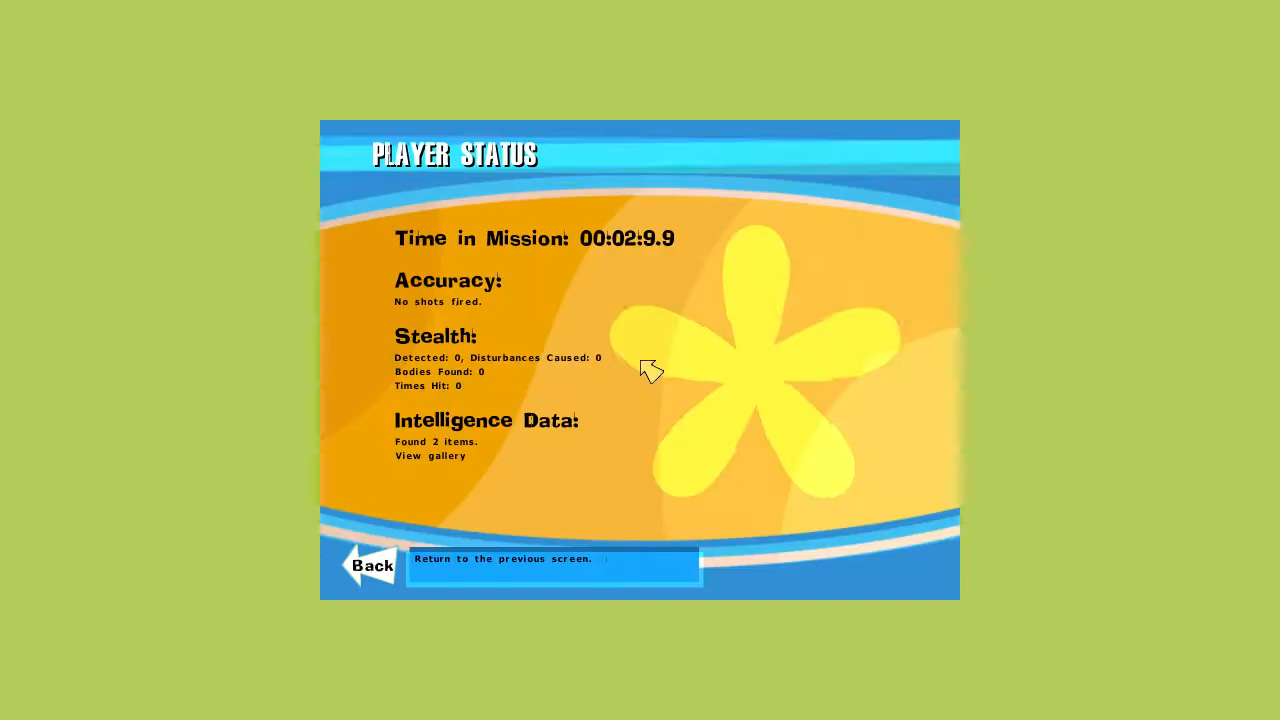 PLAYER STATUS
Time in Mission: 00:02:9.9
Accuracy:
No shots fired.
Stealth:
Detected: 0, Disturbances Caused: 0
Bodies Found: 0
Times Hit: 0
Intelligence Data:
Found 2 items.
View gallery
Back
Return to the previous screen.